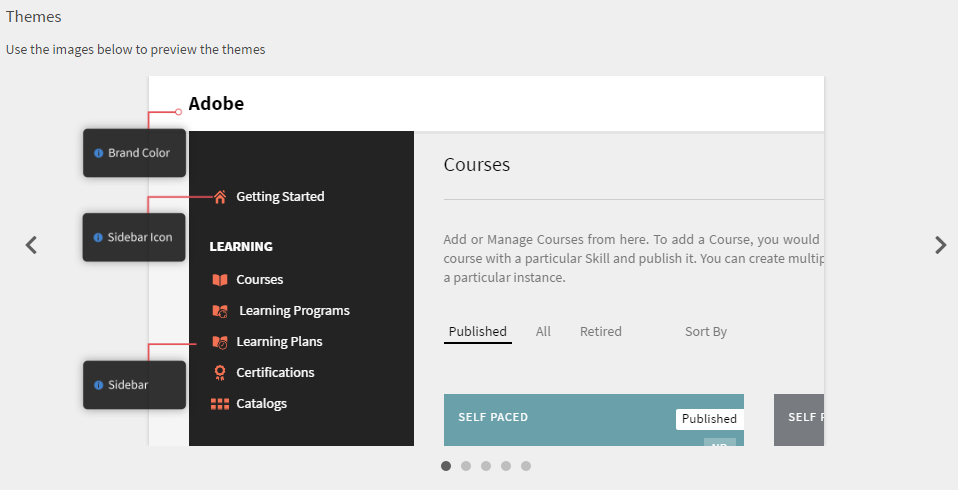 Themes
Use the images below to preview the themes
Adobe
Brand Color
Courses
Getting Started
Sidebar Icon
LEARNING
Add or Manage Courses from here. To add a Course, you would
course with a particular Skill and publish it. You can create
a particular instance.
Courses
Learning Programs
Published All Retired Sort By
Learning Plans
Certifications
Sidebar
Catalogs
SELF PACED
Published
SELF